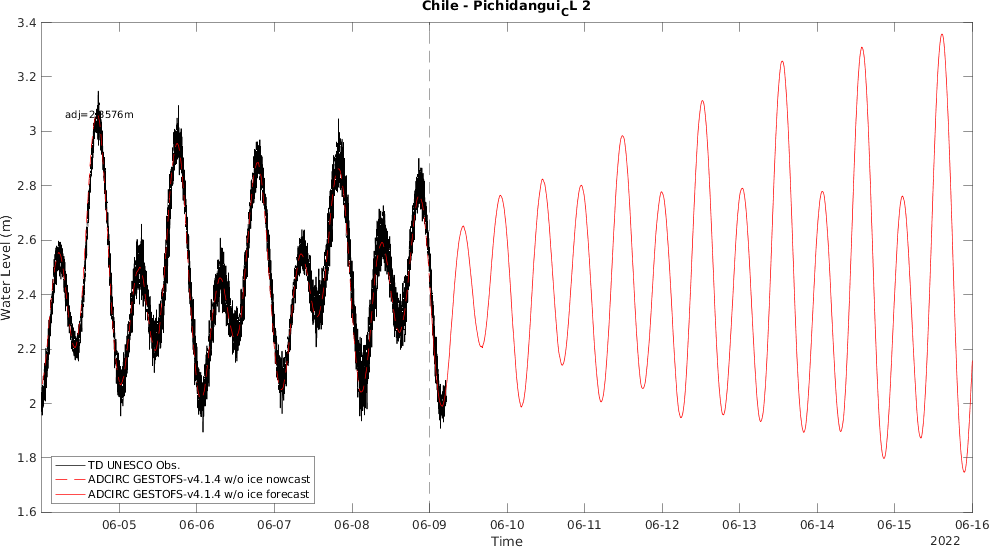 Chile - PichidanguiCL 2
3.4
3.2
3
2.8
2.6
2.4
2.2
2
1.8
1.6
Water Level (m)
adj=2.3576m
TD UNESCO Obs.
ADCIRC GESTOFS-v4.1.4 w/o ice nowcast
ADCIRC GESTOFS-v4.1.4 w/o ice forecast
06-05 06-06 06-07 06-08 06-09 06-10 06-11 06-12 06-13 06-14 06-15 06-16
Time
2022